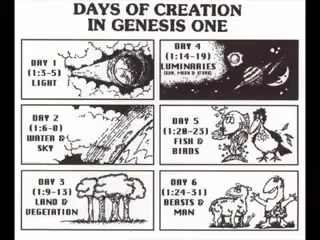 DAYS OF CREATION
IN GENESIS ONE
DAY 1
(1:3-5)
LIGHT
DAY 4
(1:14-19)
LUMINARIES
(SUN, MOON & STARS)
DAY 2
(1:6-8)
WATER &
SKY
DAY 5
(1:20-23)
FISH &
BIRDS
DAY 3
(1:9-13)
LAND &
VEGETATION
DAY 6
(1:24-31)
BEASTS &
MAN